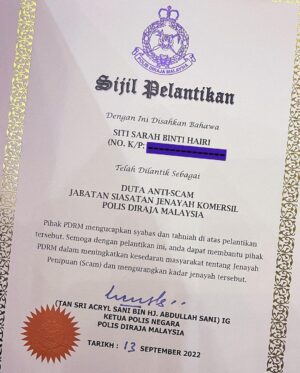 POLIS DIRAJA MALAYSIA
Sijil Pelantikan
Dengan Ini Disahkan Bahawa
SITI SARAH BINTI HAIRI
(NO. K/P:
Telah Dilantik Sebagai
DUTA ANTI-SCAM
JABATAN SIASATAN JENAYAH KOMERSIL
POLIS DIRAJA MALAYSIA
Pihak PDRM mengucapkan syabas dan tahniah di atas pelantikan
tersebut. Semoga dengan pelantikan ini, anda dapat membantu pihak
PDRM dalam meningkatkan kesedaran masyarakat tentang Jenayah
Penipuan (Scam) dan mengurangkan kadar jenayah tersebut.
(TAN SRI ACRYL SANI BIN HJ. ABDULLAH SANI) IG
KETUA POLIS NEGARA
POLIS DIRAJA MALAYSIA
TARIKH : 13 SEPTEMBER 2022